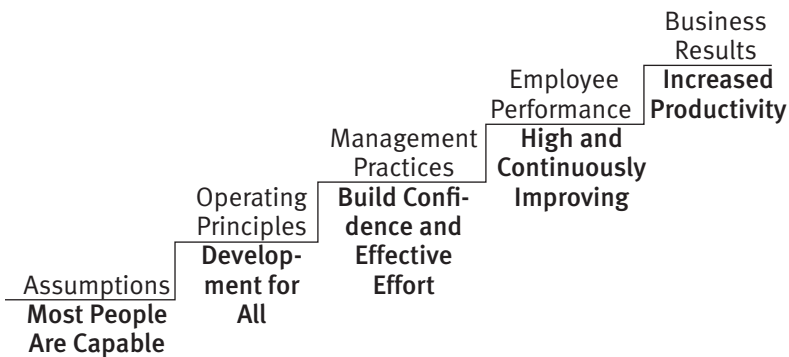 Assumptions
Most People
Are Capable
Operating
Principles
Develop-
ment for
All
Management
Practices
Build Confi-
dence and
Effective
Effort
Employee
Performance
High and
Continuously
Improving
Business
Results
Increased
Productivity